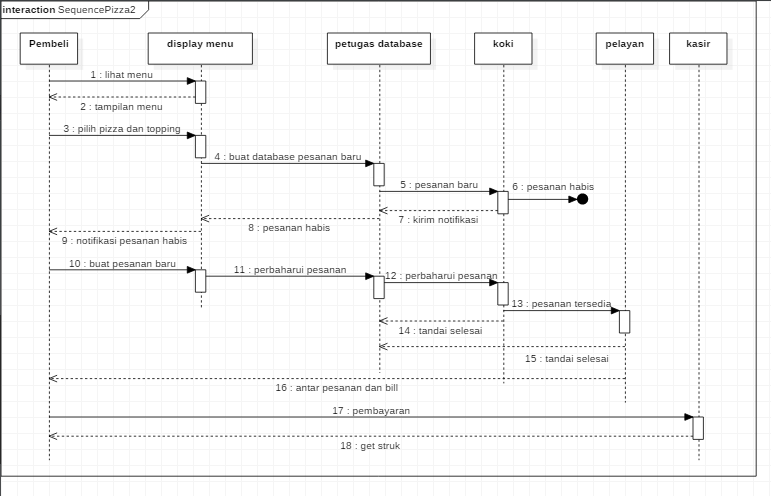 interaction SequencePizza2
Pembeli
display menu
petugas database
koki
pelayan
kasir
1 : lihat menu
2 : tampilan menu
3 : pilih pizza dan topping
4 : buat database pesanan baru
5 : pesanan baru
6 : pesanan habis
7 : kirim notifikasi
8 : pesanan habis
9 : notifikasi pesanan habis
10 : buat pesanan baru
11 : perbaharui pesanan
12 : perbaharui pesanan
13 : pesanan tersedia
14 : tandai selesai
15 : tandai selesai
16 : antar pesanan dan bill
17 : pembayaran
18 : get struk